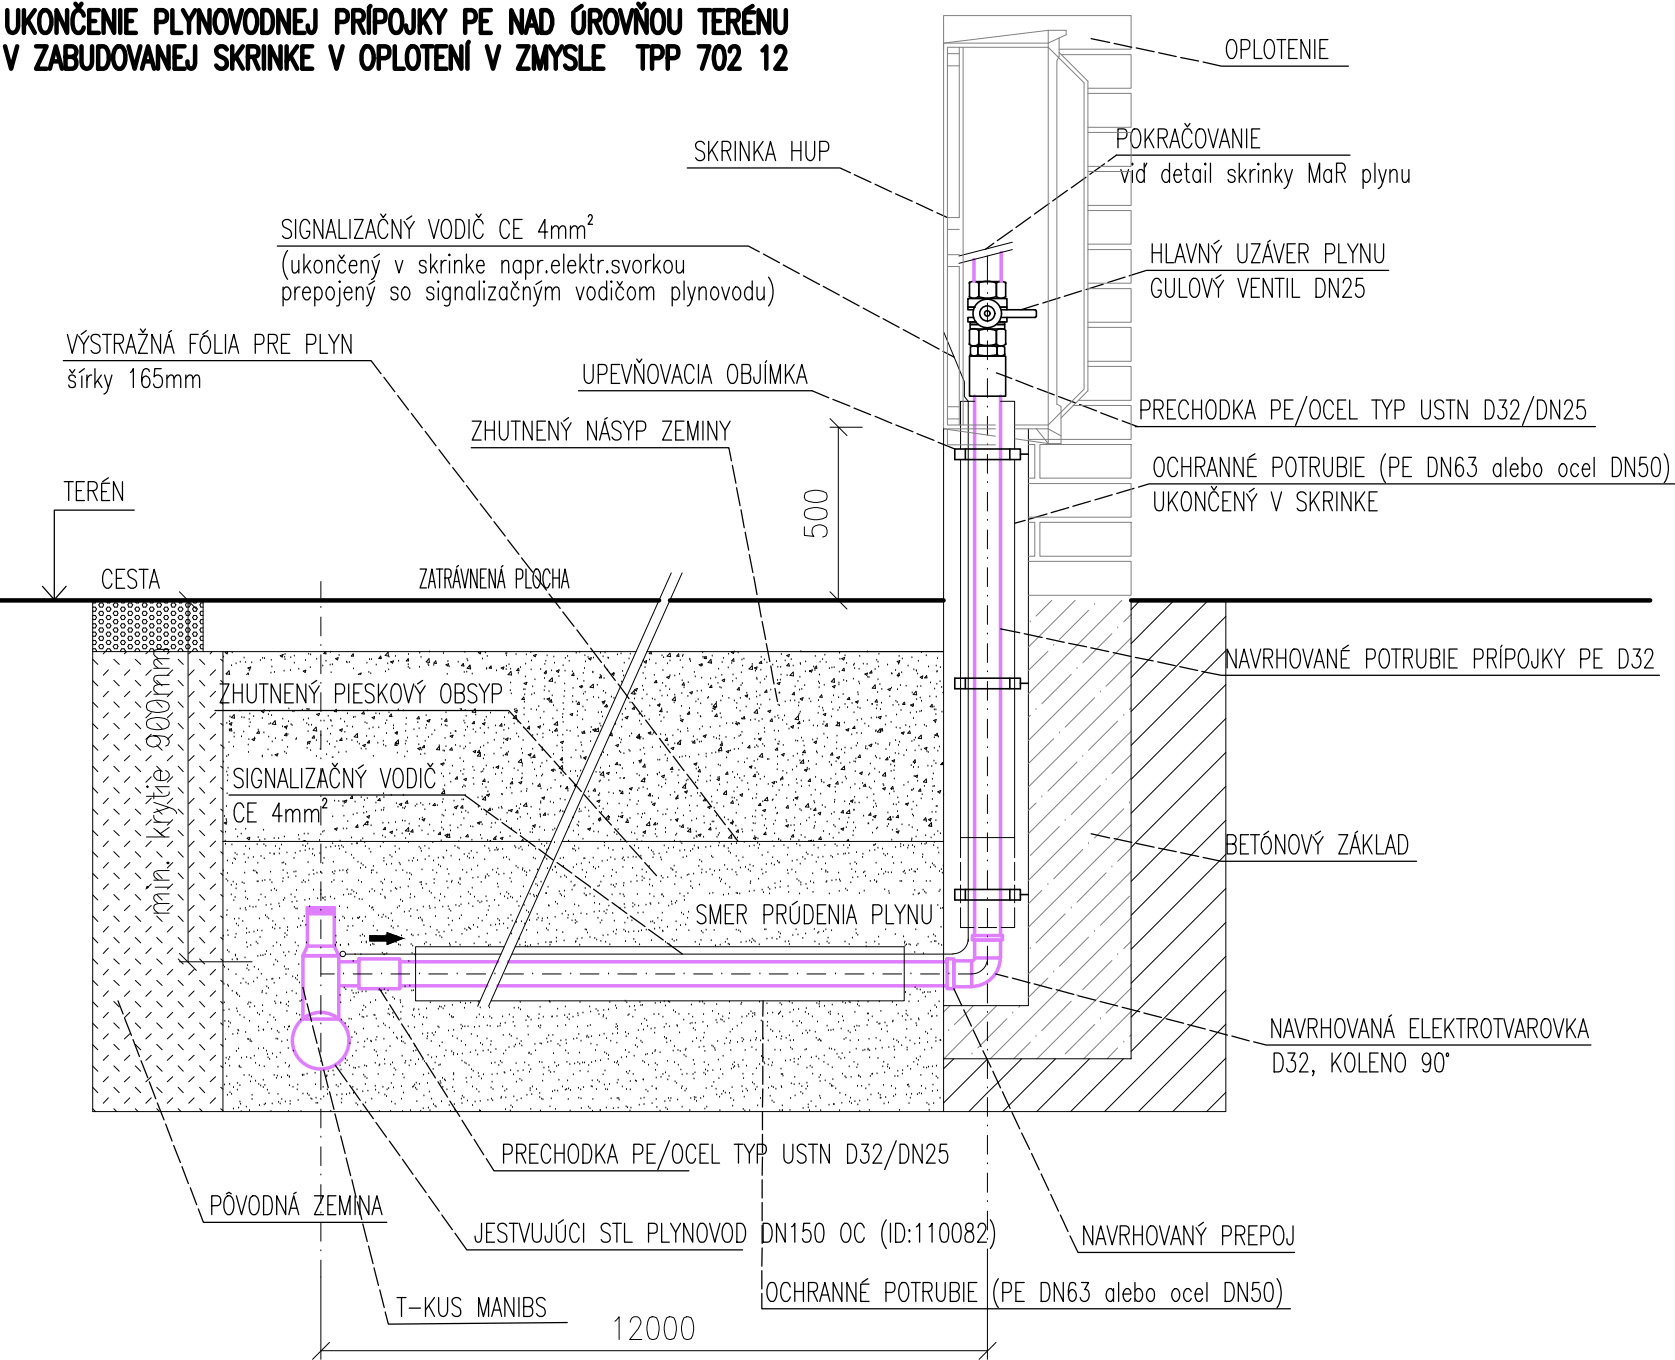 UKONČENIE PLYNOVODNEJ PRÍPOJKY PE NAD ÚROVŇOU TERÉNU
V ZABUDOVANEJ SKRINKE V OPLOTENÍ V ZMYSLE TPP 702 12
OPLOTENIE
SKRINKA HUP
POKRAČOVANIE
viď detail skrinky MaR plynu
SIGNALIZAČNÝ VODIČ CE 4mm²
(ukončený v skrinke napr.elektr.svorkou
prepojený so signalizačným vodičom plynovodu)
HLAVNÝ UZÁVER PLYNU
GULOVÝ VENTIL DN25
VÝSTRAŽNÁ FÓLIA PRE PLYN
šírky 165mm
UPEVŇOVACIA OBJÍMKA
PRECHODKA PE/OCEL TYP USTN D32/DN25
ZHUTNENÝ NÁSYP ZEMINY
OCHRANNÉ POTRUBIE (PE DN63 alebo ocel DN50)
UKONČENÝ V SKRINKE
TERÉN
500
CESTA
ZATRÁVNENÁ PLOCHA
NAVRHOVANÉ POTRUBIE PRÍPOJKY PE D32
ZHUTNENÝ PIESKOVÝ OBSYP
min. krytie 900mm
SIGNALIZAČNÝ VODIČ
CE 4mm²
BETÓNOVÝ ZÁKLAD
SMER PRÚDENIA PLYNU
NAVRHOVANÁ ELEKTROTVAROVKA
D32, KOLENO 90°
PRECHODKA PE/OCEL TYP USTN D32/DN25
PÔVODNÁ ZEMINA
JESTVUJÚCI STL PLYNOVOD DN150 OC (ID:110082)
NAVRHOVANÝ PREPOJ
OCHRANNÉ POTRUBIE (PE DN63 alebo ocel DN50)
T-KUS MANIBS
12000